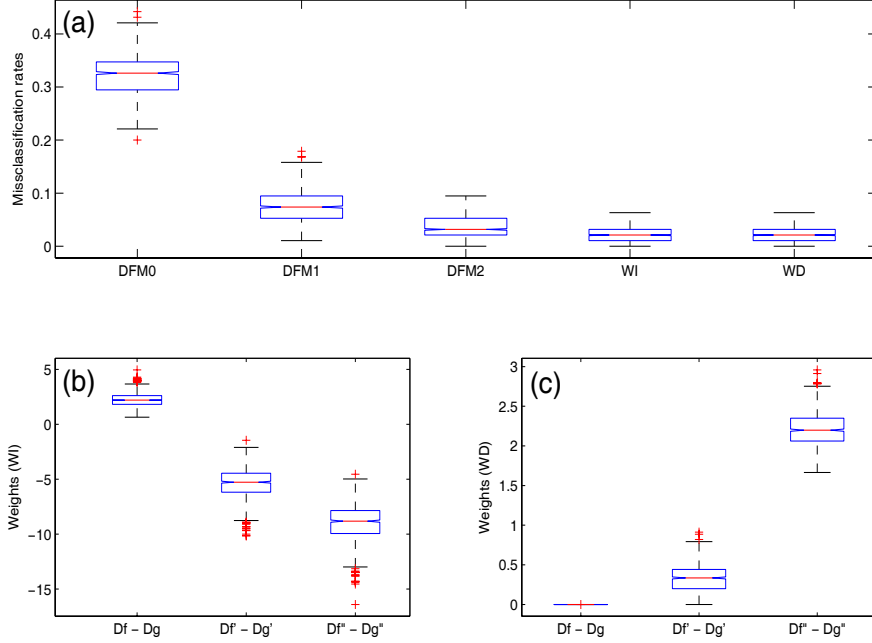 (a)
Missclassification rates
0.4
0.3
0.2
0.1
0
DFM0 DFM1 DFM2 WI WD
(b)
Weights (WI)
5
0
−5
−10
−15
Df − Dg Df' − Dg' Df'' − Dg''
(c)
Weights (WD)
3
2.5
2
1.5
1
0.5
0
Df − Dg Df' − Dg' Df'' − Dg''